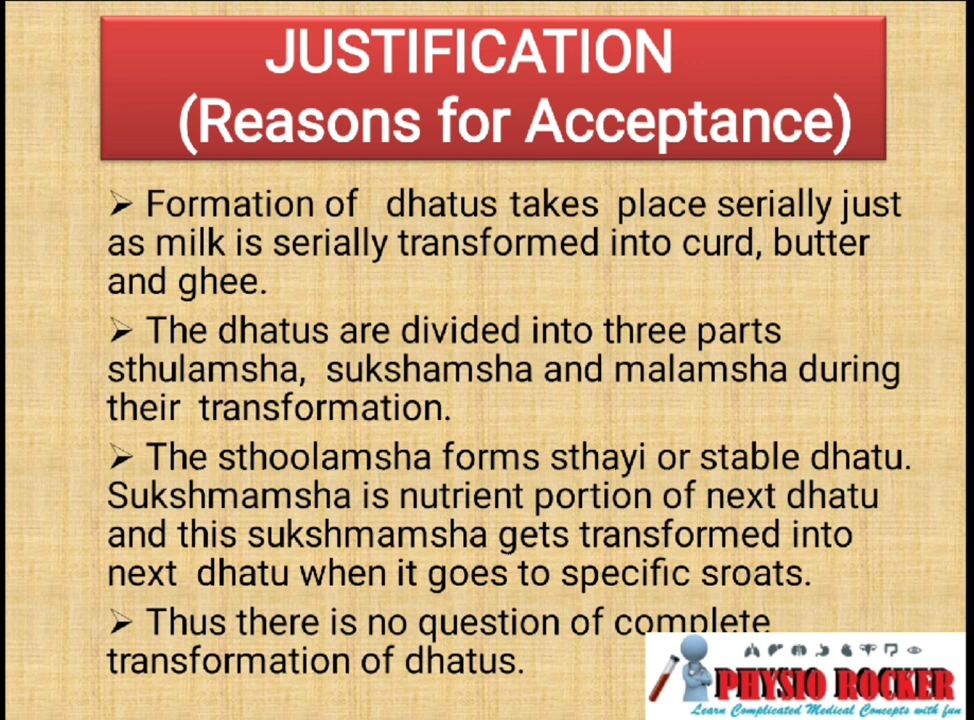 JUSTIFICATION
(Reasons for Acceptance)
➢ Formation of dhatus takes place serially just
as milk is serially transformed into curd, butter
and ghee.
➢ The dhatus are divided into three parts
sthulamsha, sukshamsha and malamsha during
their transformation.
➢ The sthoolamsha forms sthayi or stable dhatu.
Sukshmamsha is nutrient portion of next dhatu
and this sukshmamsha gets transformed into
next dhatu when it goes to specific sroats.
➢ Thus there is no question of complete
transformation of dhatus.
PHYSIO ROCKER
Learn Complicated Medical Concepts with fun